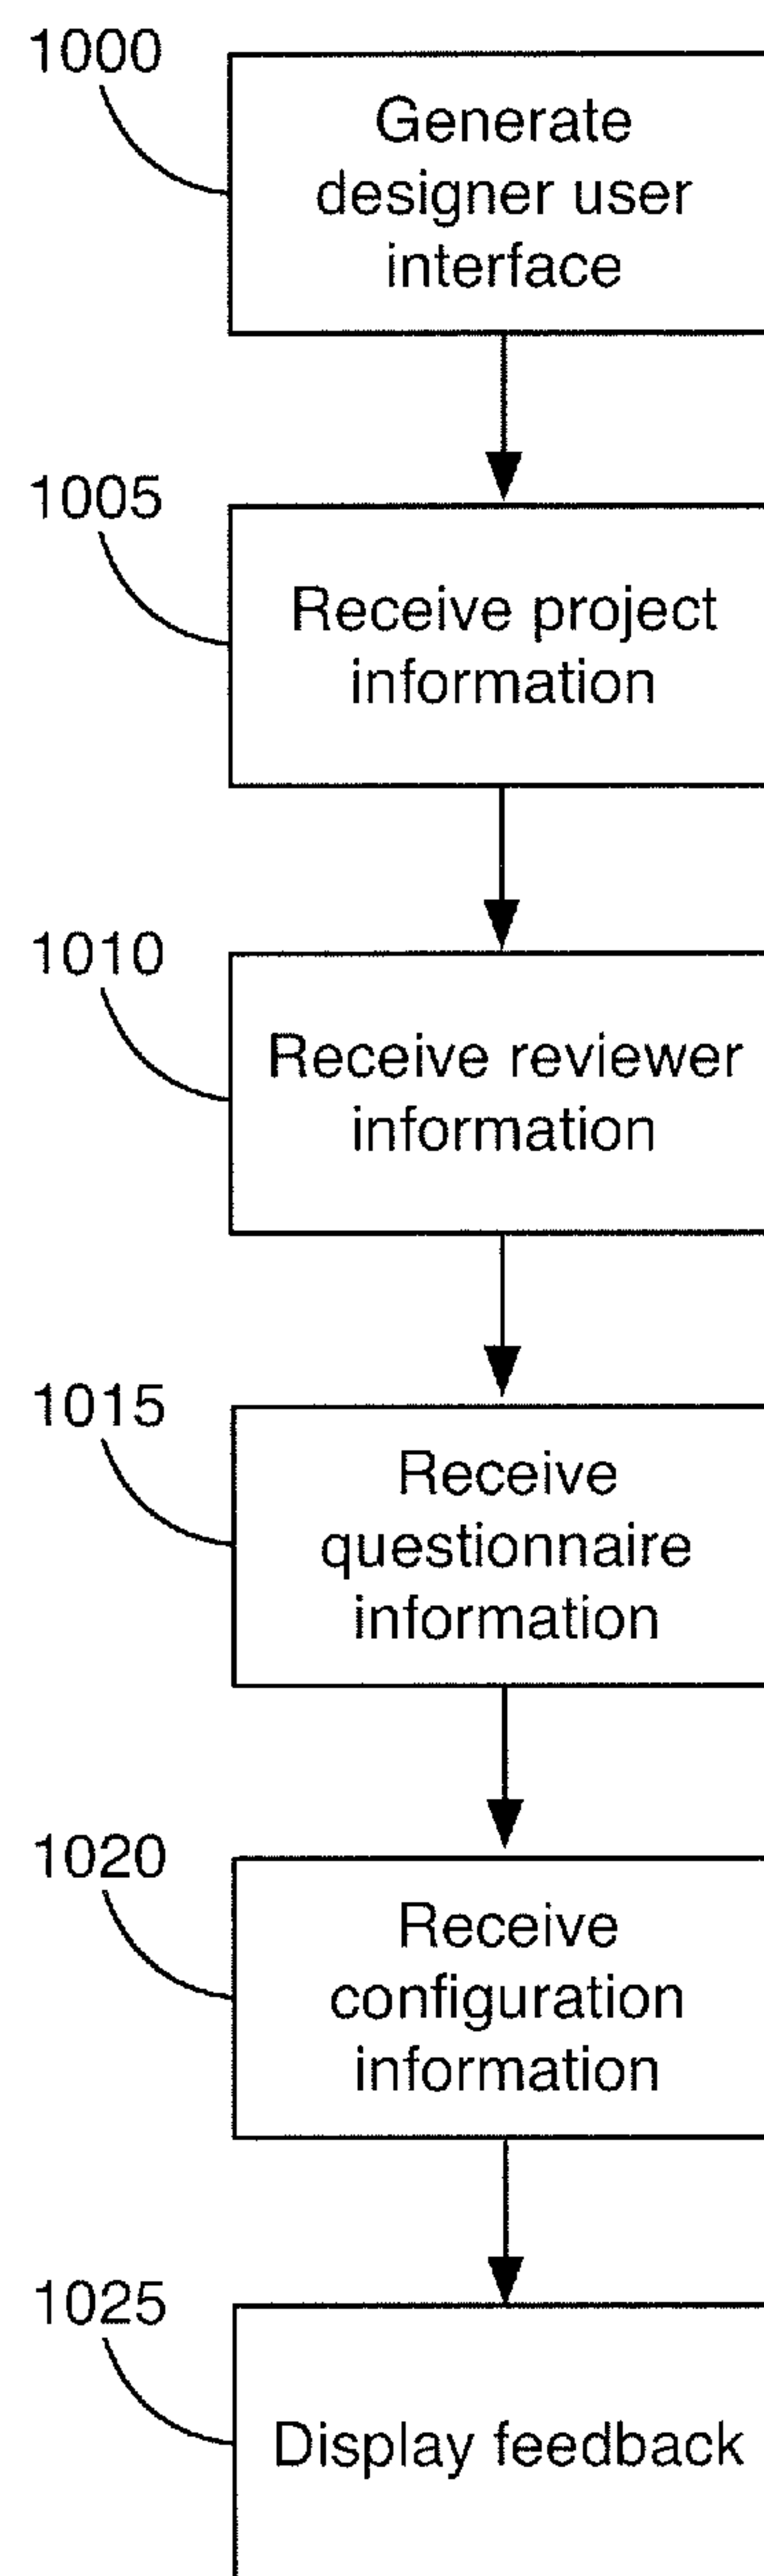 1000
Generate
designer user
interface
1005
Receive project
information
1010
Receive reviewer
information
1015
Receive
questionnaire
information
1020
Receive
configuration
information
1025
Display feedback